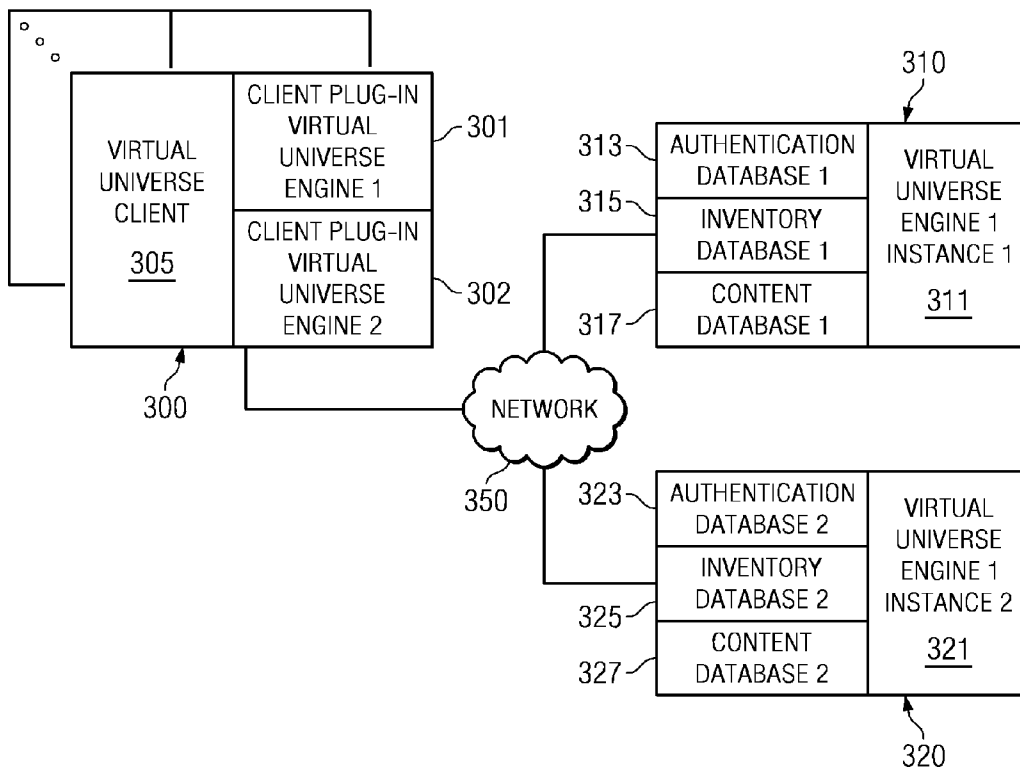 VIRTUAL
UNIVERSE
CLIENT
305
CLIENT PLUG-IN
VIRTUAL
UNIVERSE
ENGINE 1
301
CLIENT PLUG-IN
VIRTUAL
UNIVERSE
ENGINE 2
302
300
NETWORK
350
310
313
AUTHENTICATION
DATABASE 1
315
INVENTORY
DATABASE 1
317
CONTENT
DATABASE 1
VIRTUAL
UNIVERSE
ENGINE 1
INSTANCE 1
311
323
AUTHENTICATION
DATABASE 2
325
INVENTORY
DATABASE 2
327
CONTENT
DATABASE 2
VIRTUAL
UNIVERSE
ENGINE 1
INSTANCE 2
321
320